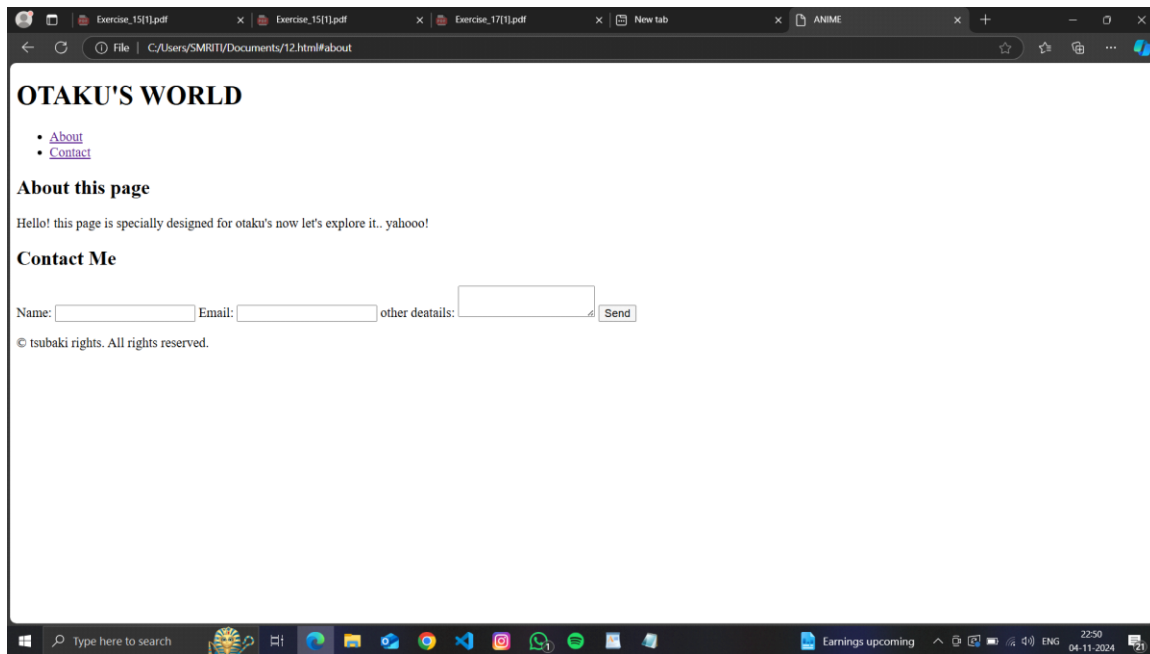 Exercise_15[1].pdf Exercise_15[1].pdf Exercise_17[1].pdf New tab ANIME
File C:/Users/SMRITI/Documents/12.html#about
OTAKU'S WORLD
About
Contact
About this page
Hello! this page is specially designed for otaku's now let's explore it.. yahooo!
Contact Me
Name: Email: other deatails: Send
© tsubaki rights. All rights reserved.
Type here to search Earnings upcoming ENG 22:50
04-11-2024 21